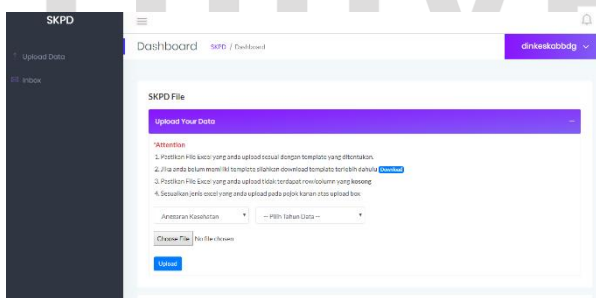 SKPD
Dashboard SKPD / Dashboard
dinkeskabbdg
Upload Data
Inbox
SKPD File
Upload Your Data
*Attention
1. Pastikan File Excel yang anda upload sesuai dengan template yang ditentukan.
2. Jika anda belum memiliki template silahkan download template terlebih dahulu Download
3. Pastikan File Excel yang anda upload tidak terdapat row/column yang kosong
4. Sesuaikan jenis excel yang anda upload pada pojok kanan atas upload box
Anggaran Kesehatan
-- Pilih Tahun Data --
Choose File No file chosen
Upload